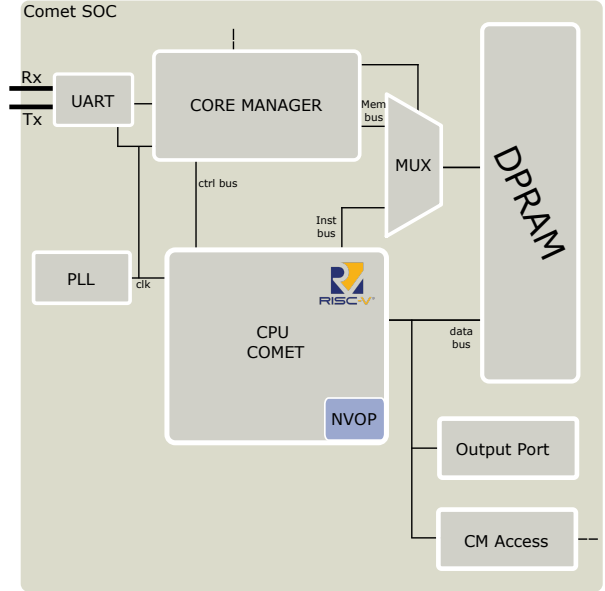 Comet SOC
Rx
Tx
UART
CORE MANAGER
Mem
bus
MUX
DPRAM
ctrl bus
Inst
bus
PLL
clk
RISC-V
CPU
COMET
data
bus
NVOP
Output Port
CM Access